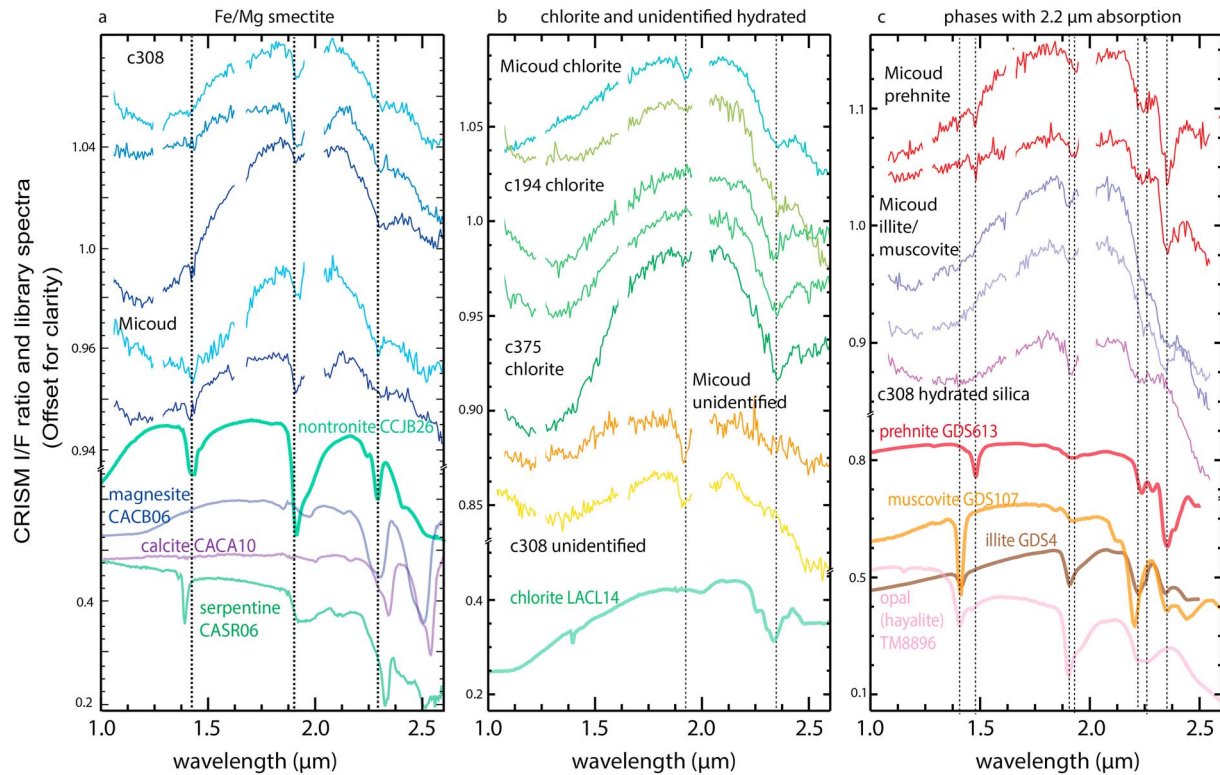 a
Fe/Mg smectite
b
chlorite and unidentified hydrated
c
phases with 2.2 μm absorption
CRISM I/F ratio and library spectra
(Offset for clarity)
c308
Micoud
nontronite CCJB26
magnesite
CACB06
calcite CACA10
serpentine
CASR06
1.04
1.0
0.98
0.96
0.94
0.4
0.2
1.0
1.5
2.0
2.5
wavelength (μm)
Micoud chlorite
c194 chlorite
c375
chlorite
Micoud
unidentified
c308 unidentified
chlorite LACL14
1.05
1.0
0.95
0.90
0.85
0.4
0.2
1.0
1.5
2.0
2.5
wavelength (μm)
Micoud
prehnite
Micoud
illite/
muscovite
c308 hydrated silica
prehnite GDS613
muscovite GDS107
illite GDS4
opal
(hayalite)
TM8896
1.1
1.0
0.9
0.8
0.5
0.1
1.0
1.5
2.0
2.5
wavelength (μm)